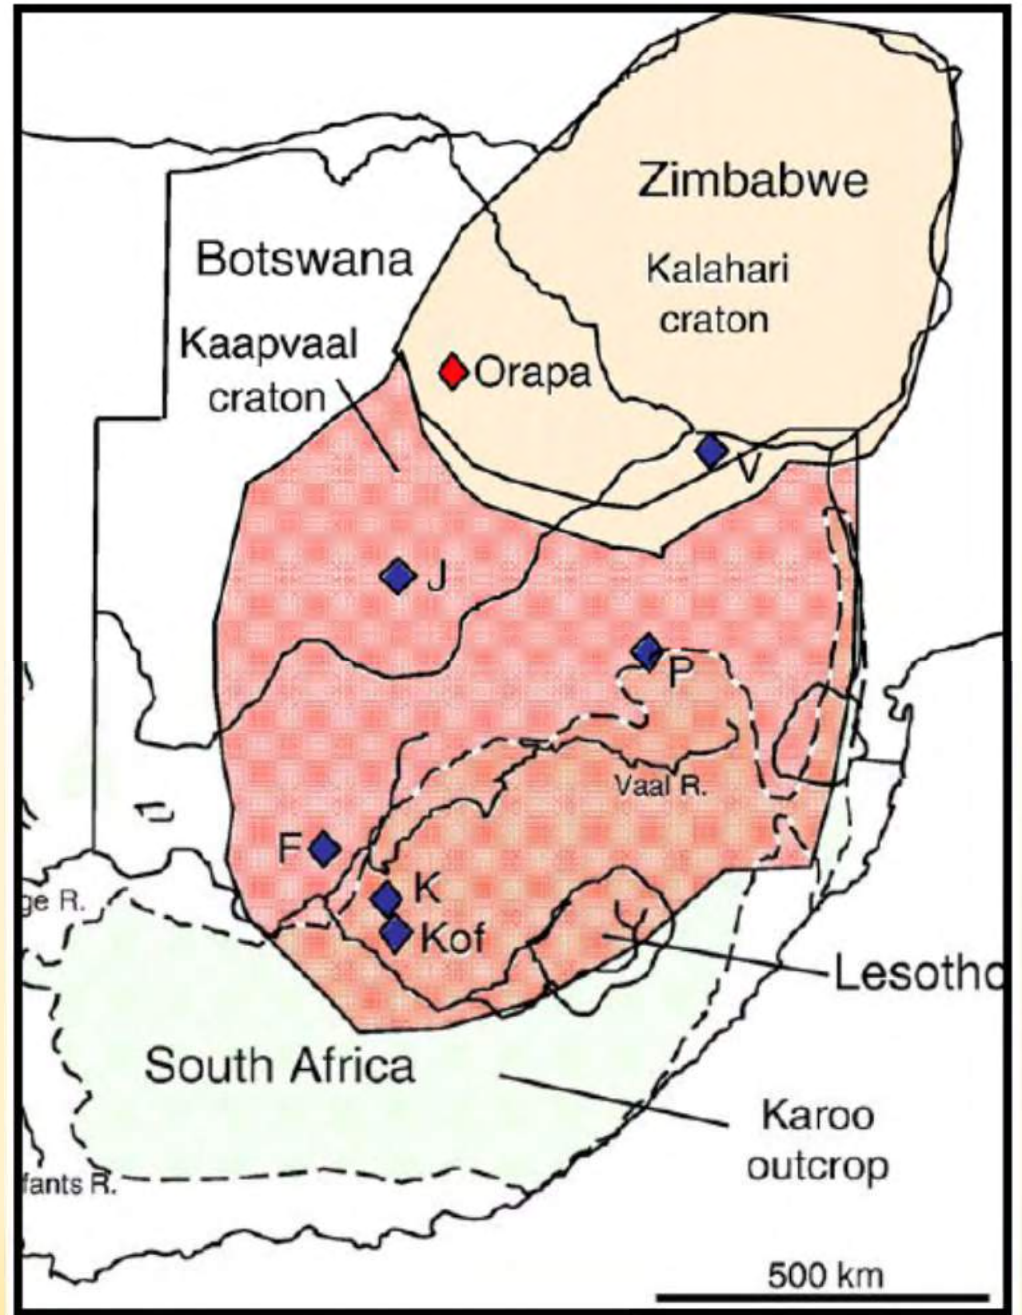 Zimbabwe
Botswana
Kalahari
craton
Kaapvaal
craton
Orapa
V
J
P
Vaal R.
F
K
ge R.
Kof
Lesotho
South Africa
Karoo
outcrop
fants R.
500 km